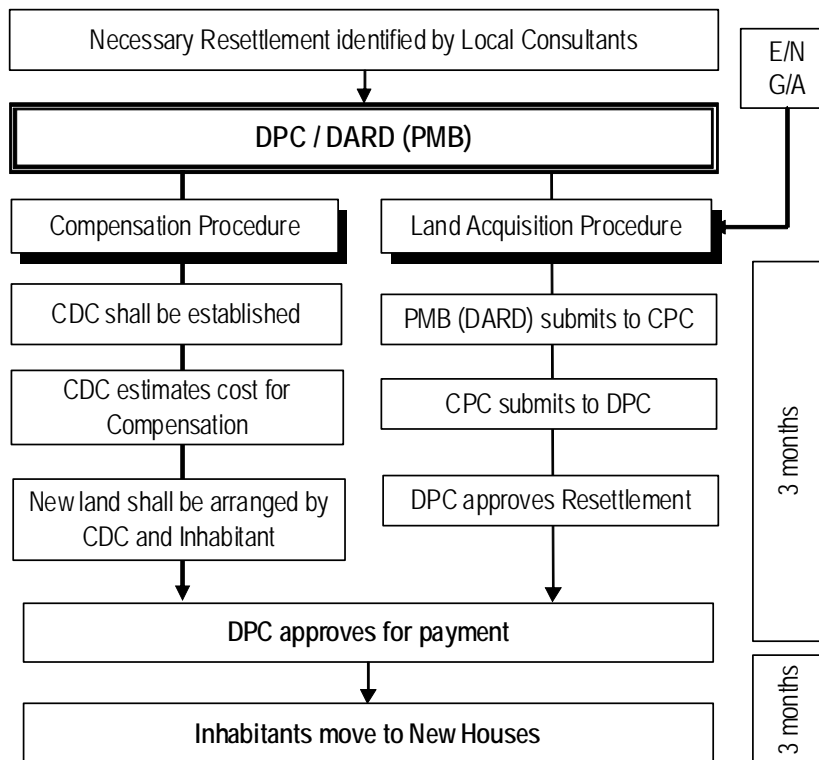 Necessary Resettlement identified by Local Consultants
E/N
G/A
DPC / DARD (PMB)
Compensation Procedure
Land Acquisition Procedure
CDC shall be established
PMB (DARD) submits to CPC
CDC estimates cost for
Compensation
CPC submits to DPC
New land shall be arranged by
CDC and Inhabitant
DPC approves Resettlement
3 months
DPC approves for payment
3 months
Inhabitants move to New Houses